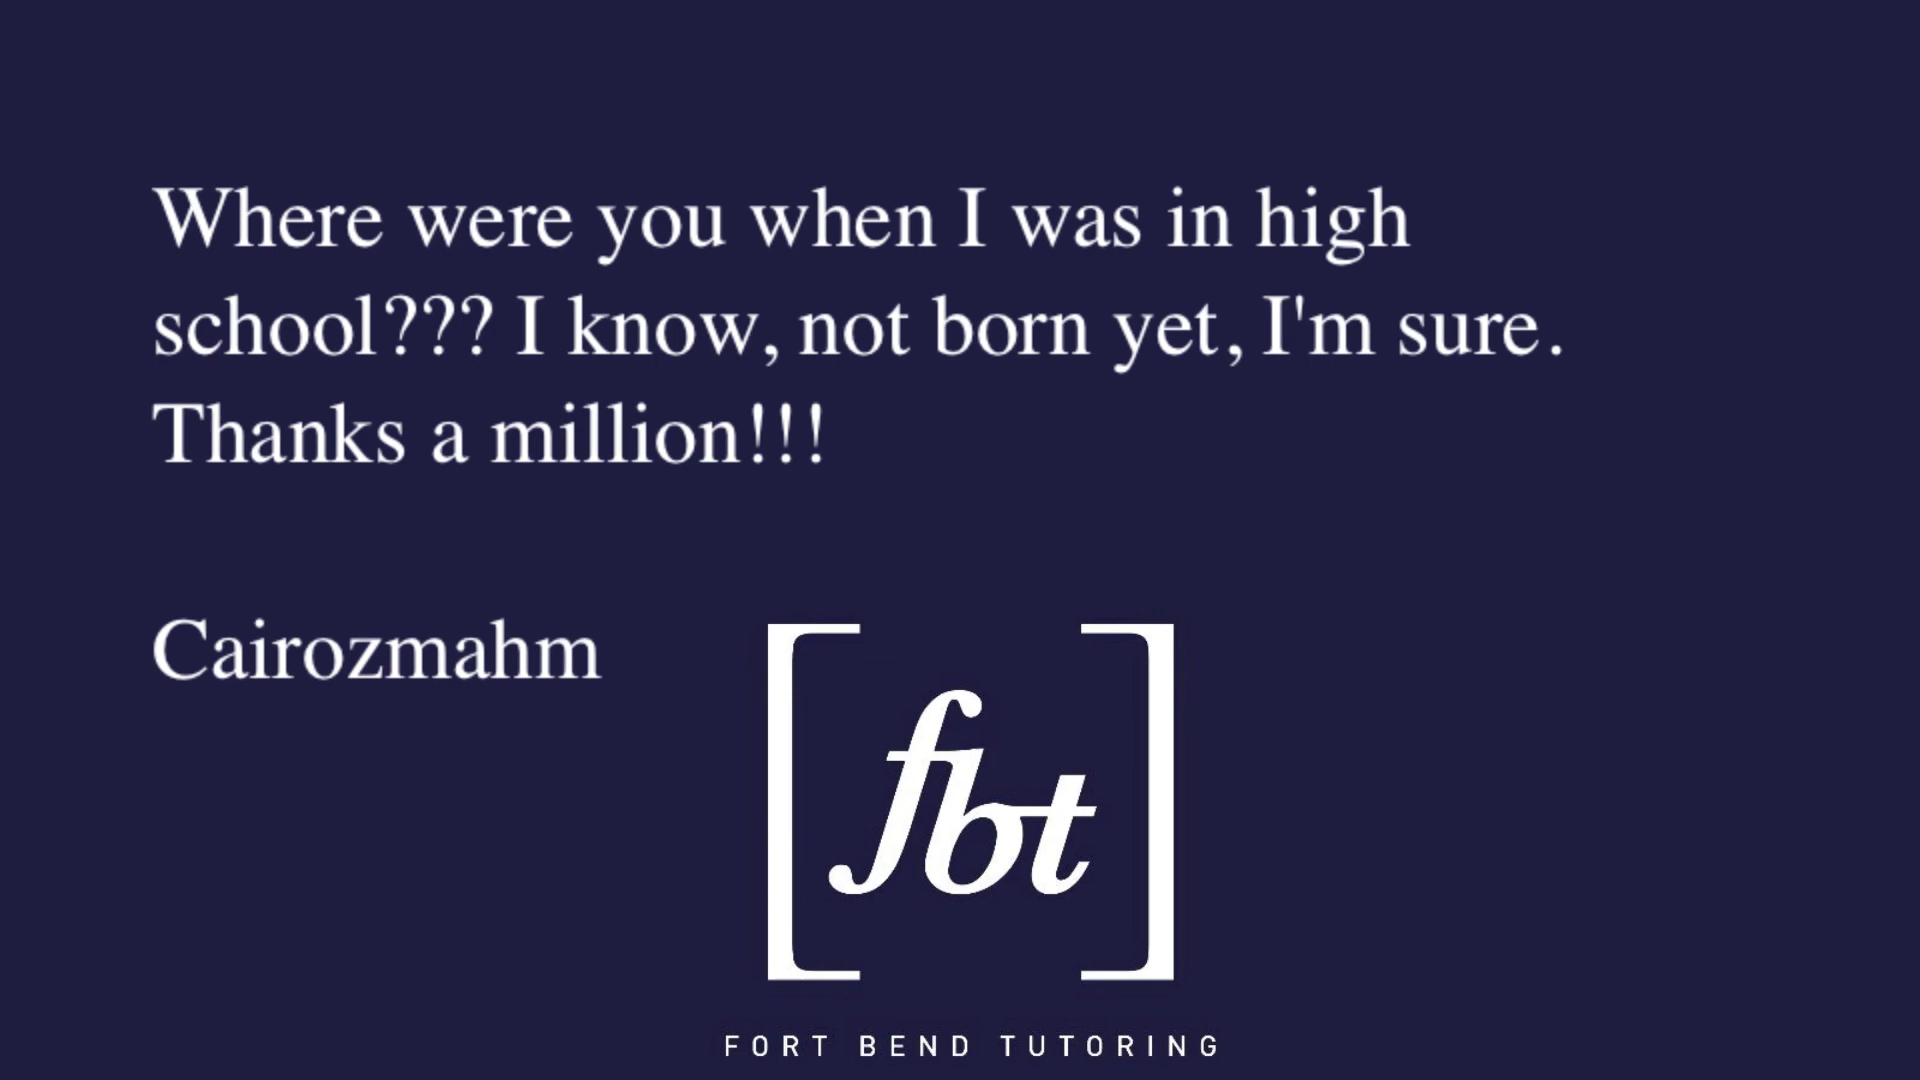 Where were you when I was in high
school??? I know, not born yet, I'm sure.
Thanks a million!!!
Cairozmahm
fbt
FORT BEND TUTORING